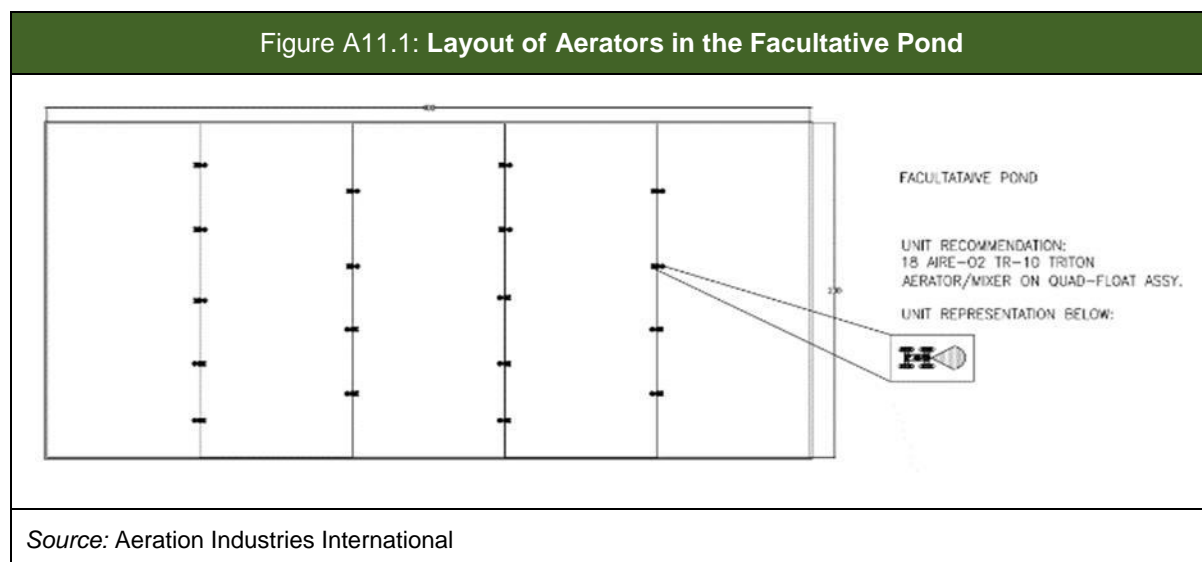 Figure A11.1: Layout of Aerators in the Facultative Pond
FACULTATAIVE POND
UNIT RECOMMENDATION:
18 AIRE-O2 TR-10 TRITON
AERATOR/MIXER ON QUAD-FLOAT ASSY.
UNIT REPRESENTATION BELOW:
Source: Aeration Industries International